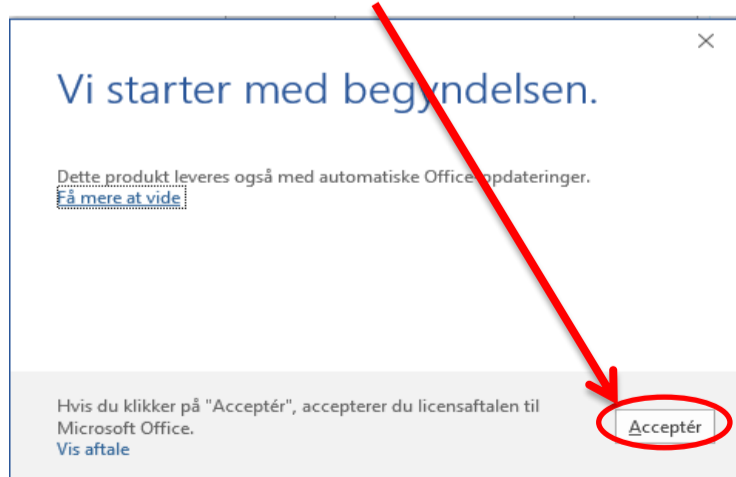 Vi starter med begyndelsen.
Dette produkt leveres også med automatiske Office-opdateringer.
Få mere at vide
Hvis du klikker på "Acceptér", accepterer du licensaftalen til
Microsoft Office.
Vis aftale
Acceptér